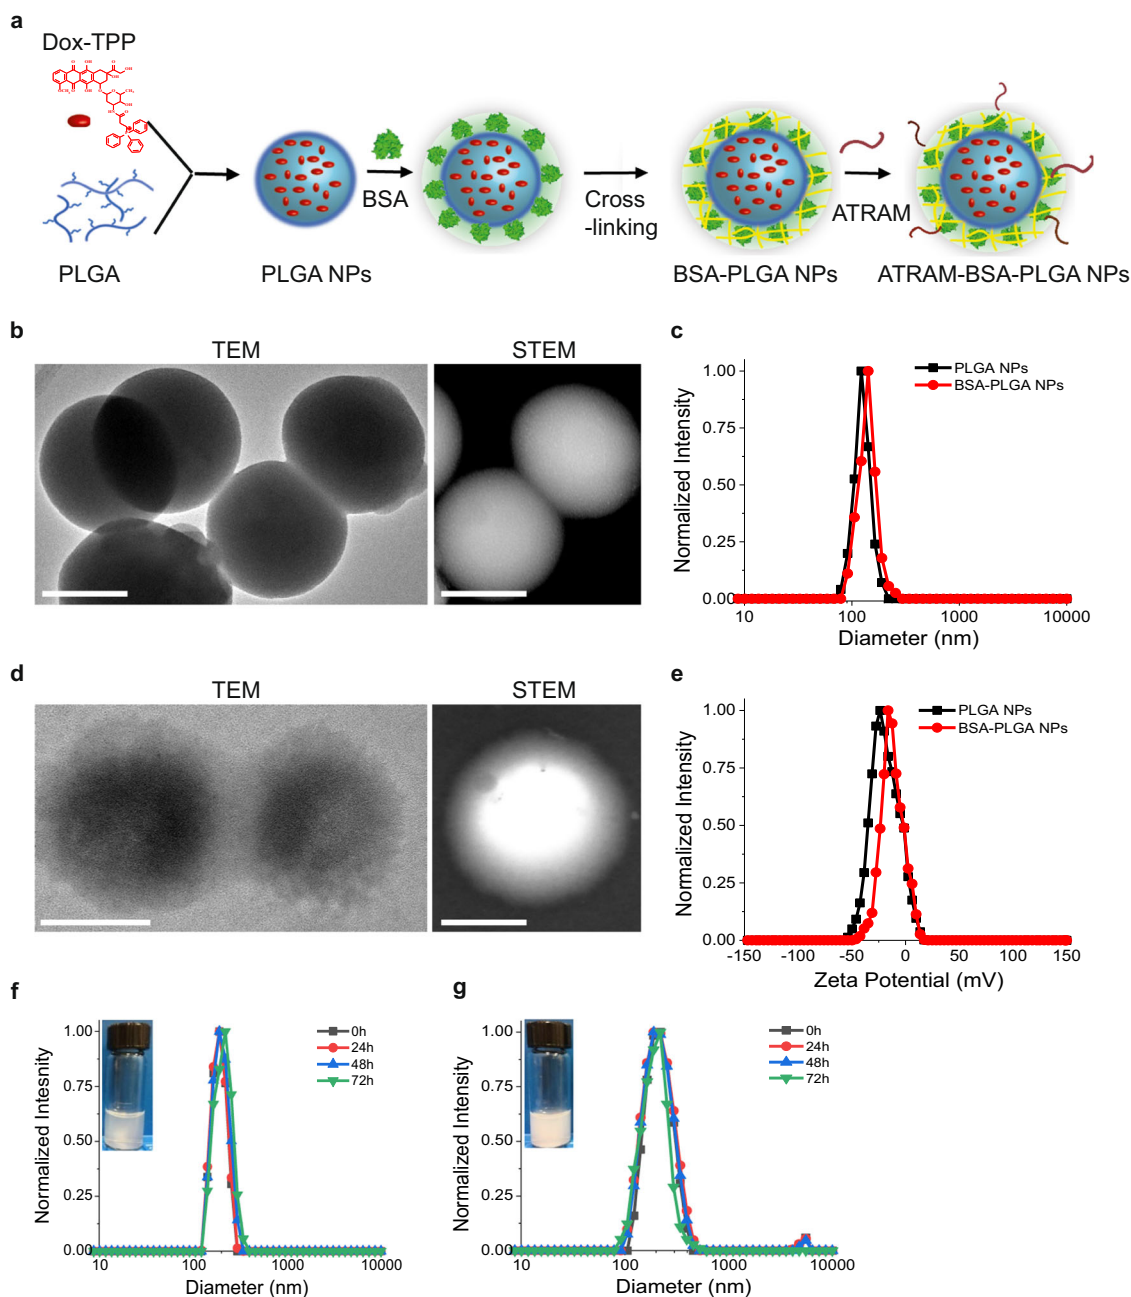 a
Dox-TPP
BSA
Cross
-linking
ATRAM
PLGA
PLGA NPs
BSA-PLGA NPs
ATRAM-BSA-PLGA NPs
b
TEM
STEM
c
PLGA NPs
BSA-PLGA NPs
Normalized Intensity
1.00
0.75
0.50
0.25
0.00
10
100
1000
10000
Diameter (nm)
d
TEM
STEM
e
PLGA NPs
BSA-PLGA NPs
Normalized Intensity
1.00
0.75
0.50
0.25
0.00
-150
-100
-50
0
50
100
150
Zeta Potential (mV)
f
0h
24h
48h
72h
Normalized Intesnity
1.00
0.75
0.50
0.25
0.00
10
100
1000
10000
Diameter (nm)
g
0h
24h
48h
72h
Normalized Intensity
1.00
0.75
0.50
0.25
0.00
10
100
1000
10000
Diameter (nm)